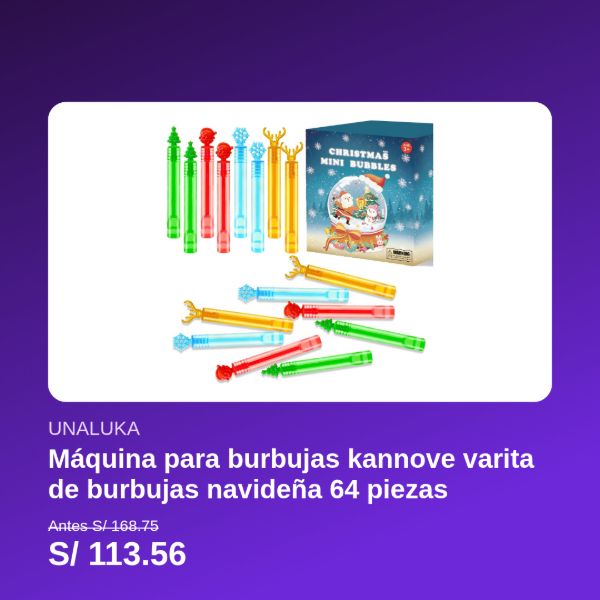 CHRISTMAS
MINI BUBBLES
UNALUKA
Máquina para burbujas kannove varita
de burbujas navideña 64 piezas
Antes S/ 168.75
S/ 113.56